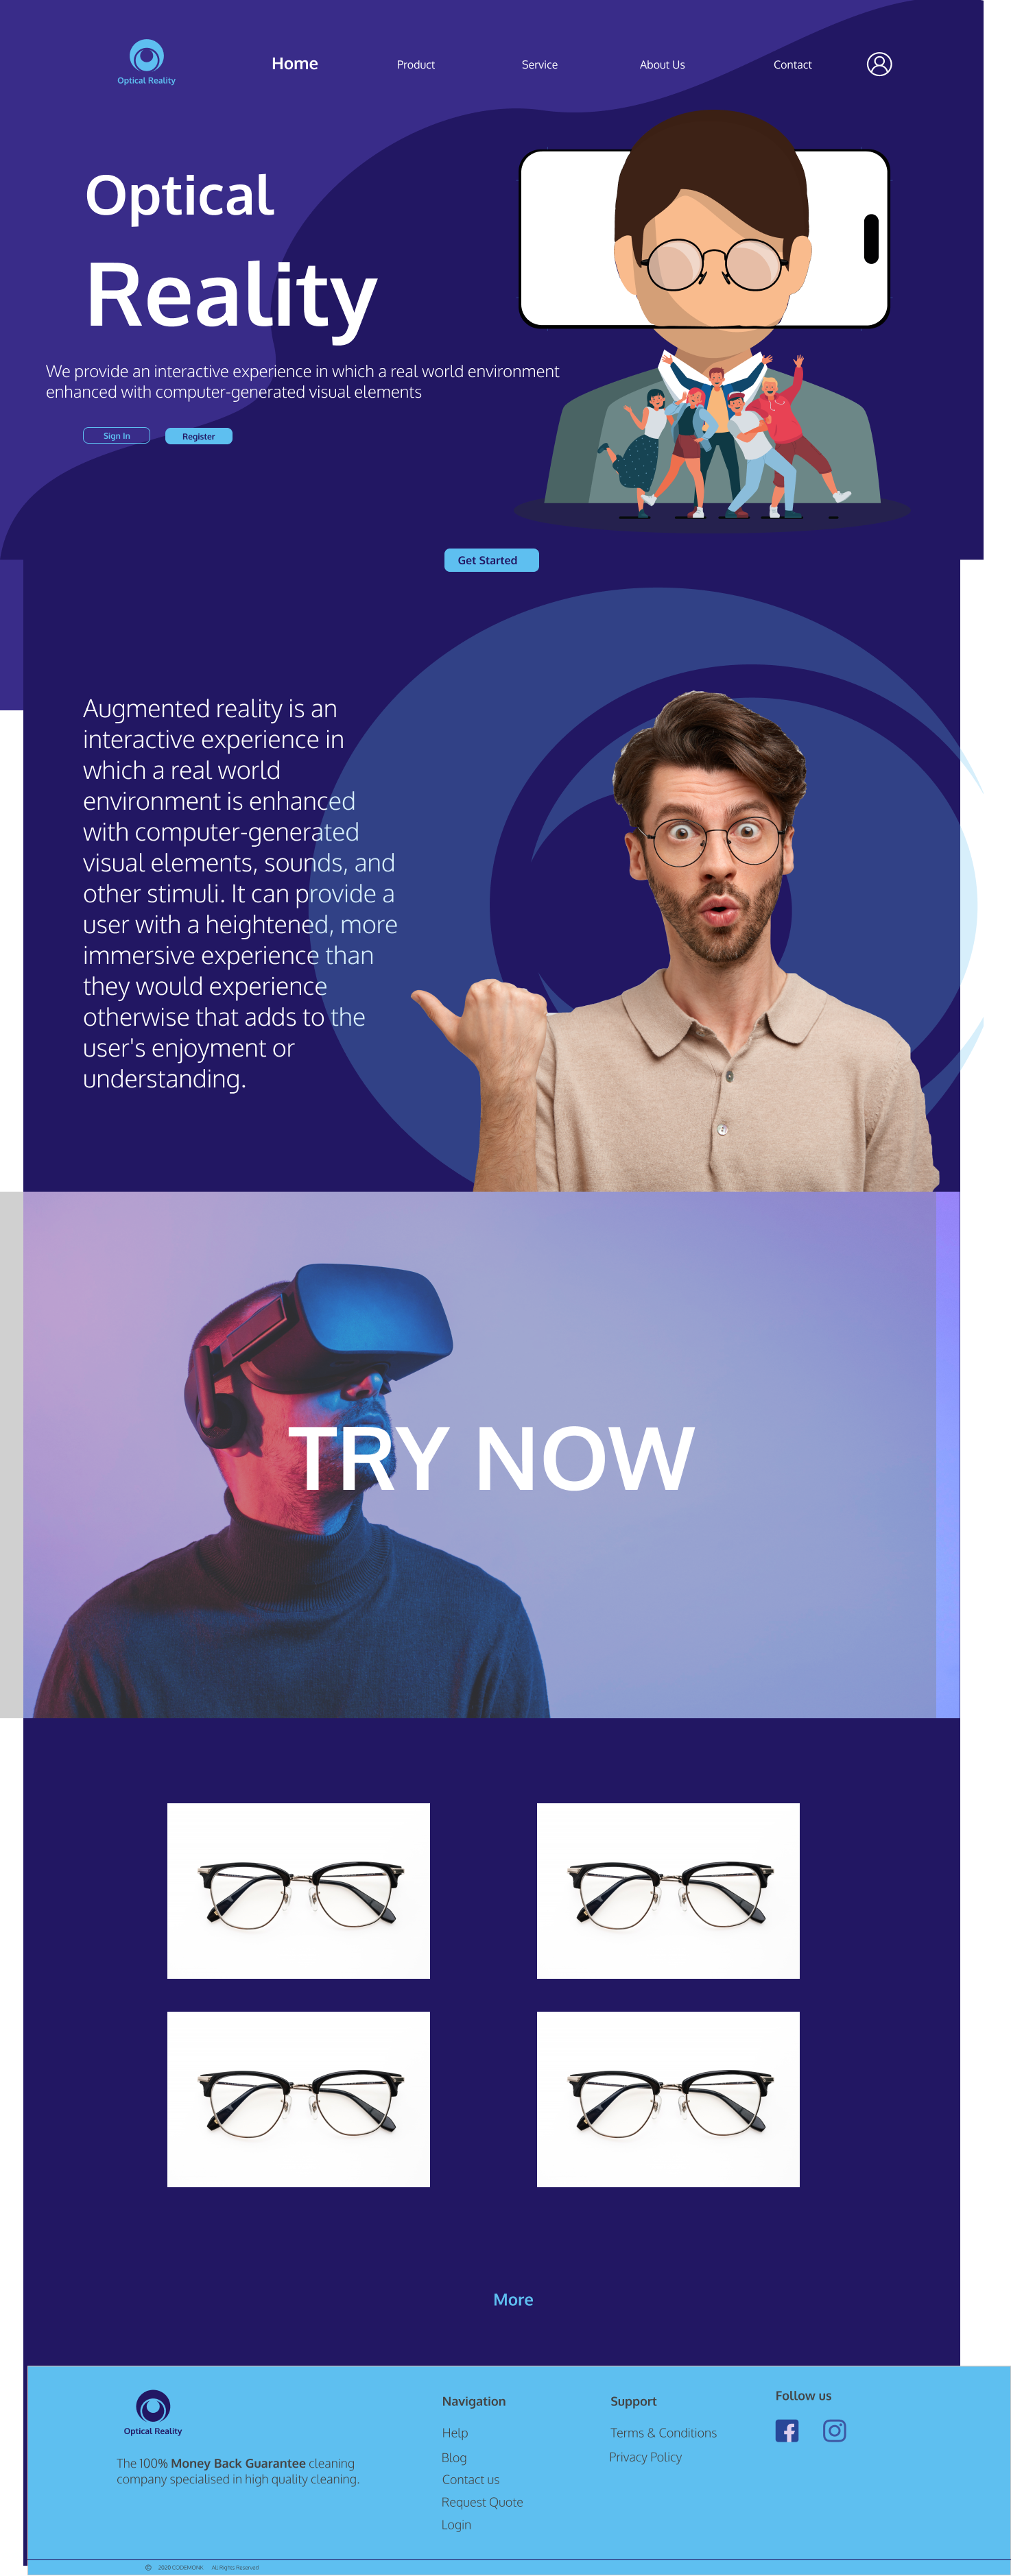 Optical Reality
Home
Product
Service
About Us
Contact
Optical
Reality
We provide an interactive experience in which a real world environment
enhanced with computer-generated visual elements
Sign In
Register
Get Started
Augmented reality is an
interactive experience in
which a real world
environment is enhanced
with computer-generated
visual elements, sounds, and
other stimuli. It can provide a
user with a heightened, more
immersive experience than
they would experience
otherwise that adds to the
user's enjoyment or
understanding.
TRY NOW
More
Optical Reality
The 100% Money Back Guarantee cleaning
company specialised in high quality cleaning.
Navigation
Help
Blog
Contact us
Request Quote
Login
Support
Terms & Conditions
Privacy Policy
Follow us
© 2020 CODEMONK All Rights Reserved